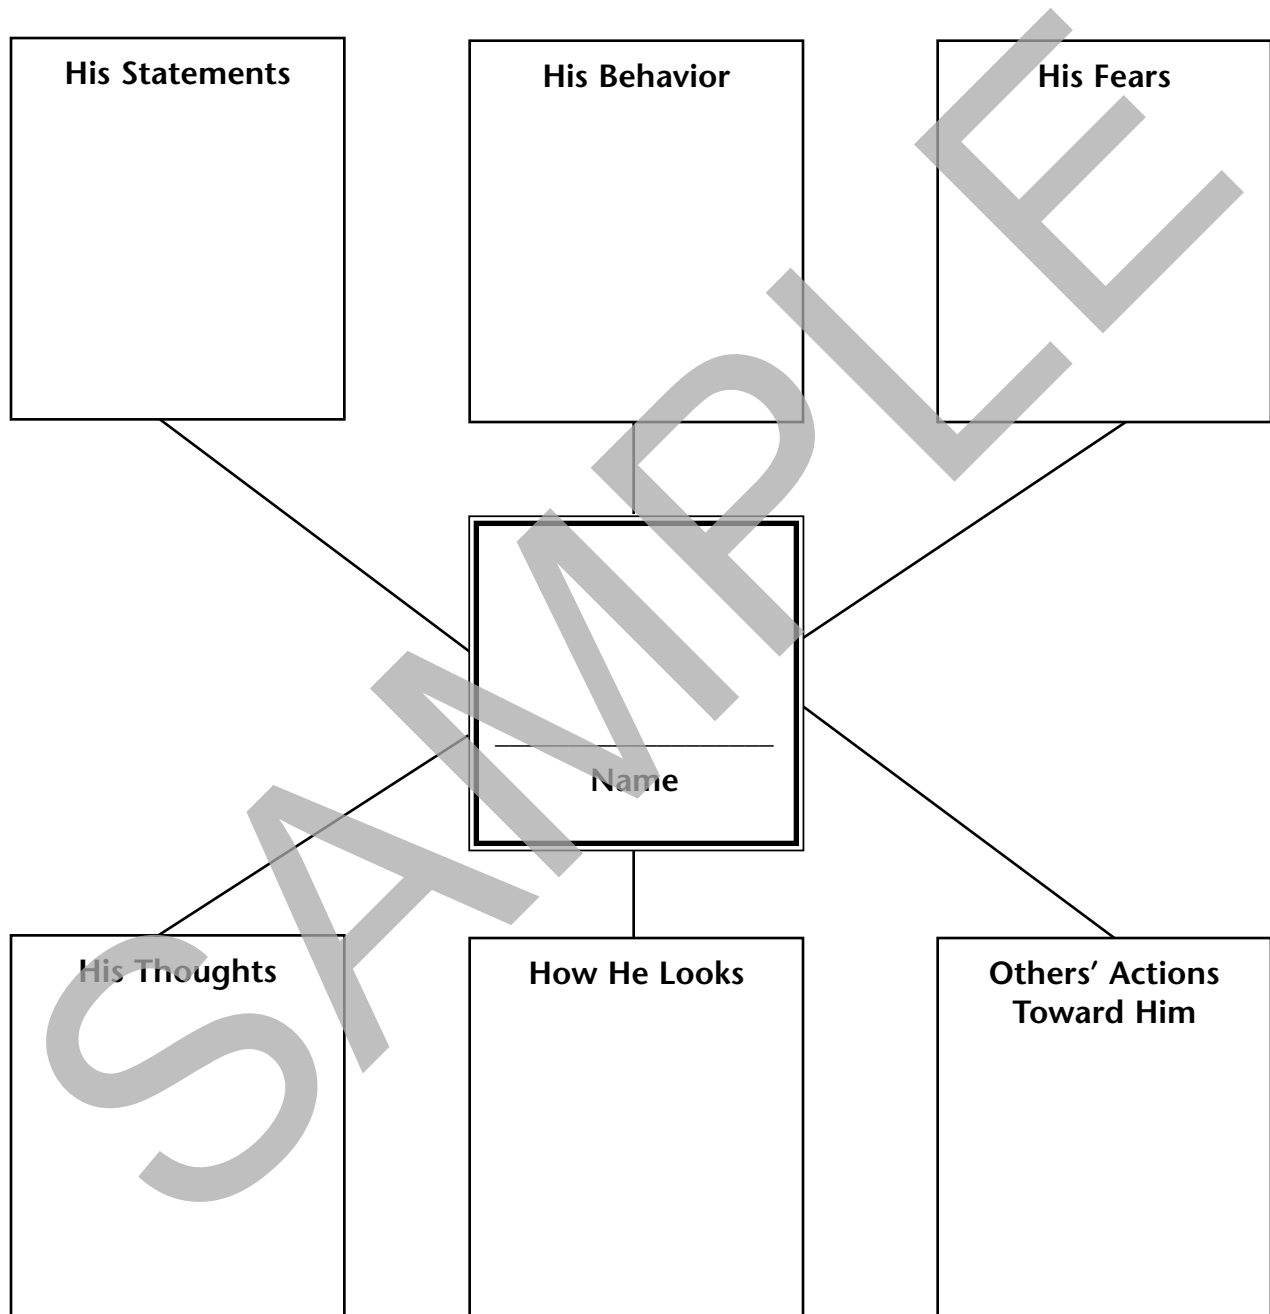 His Statements
His Behavior
His Fears
Name
His Thoughts
How He Looks
Others’ Actions
Toward Him
SAMPLE